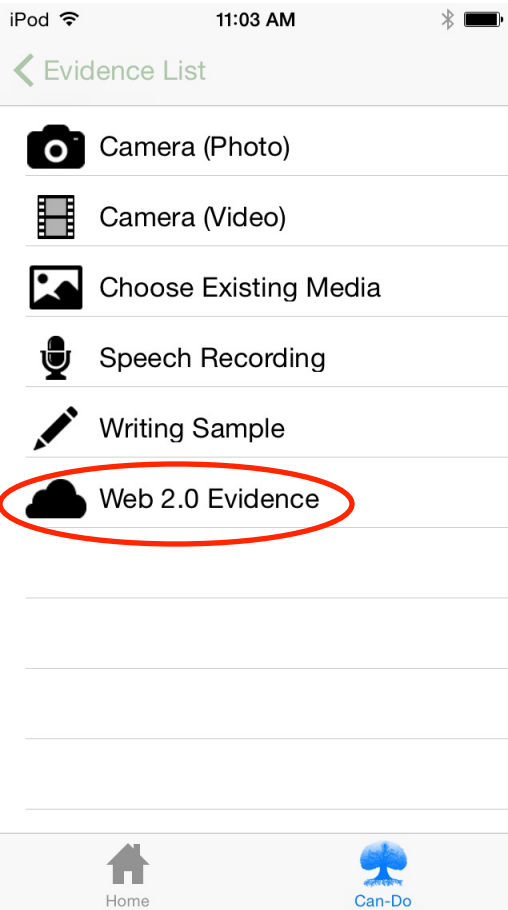 iPod 11:03 AM
Evidence List
Camera (Photo)
Camera (Video)
Choose Existing Media
Speech Recording
Writing Sample
Web 2.0 Evidence
Home Can-Do